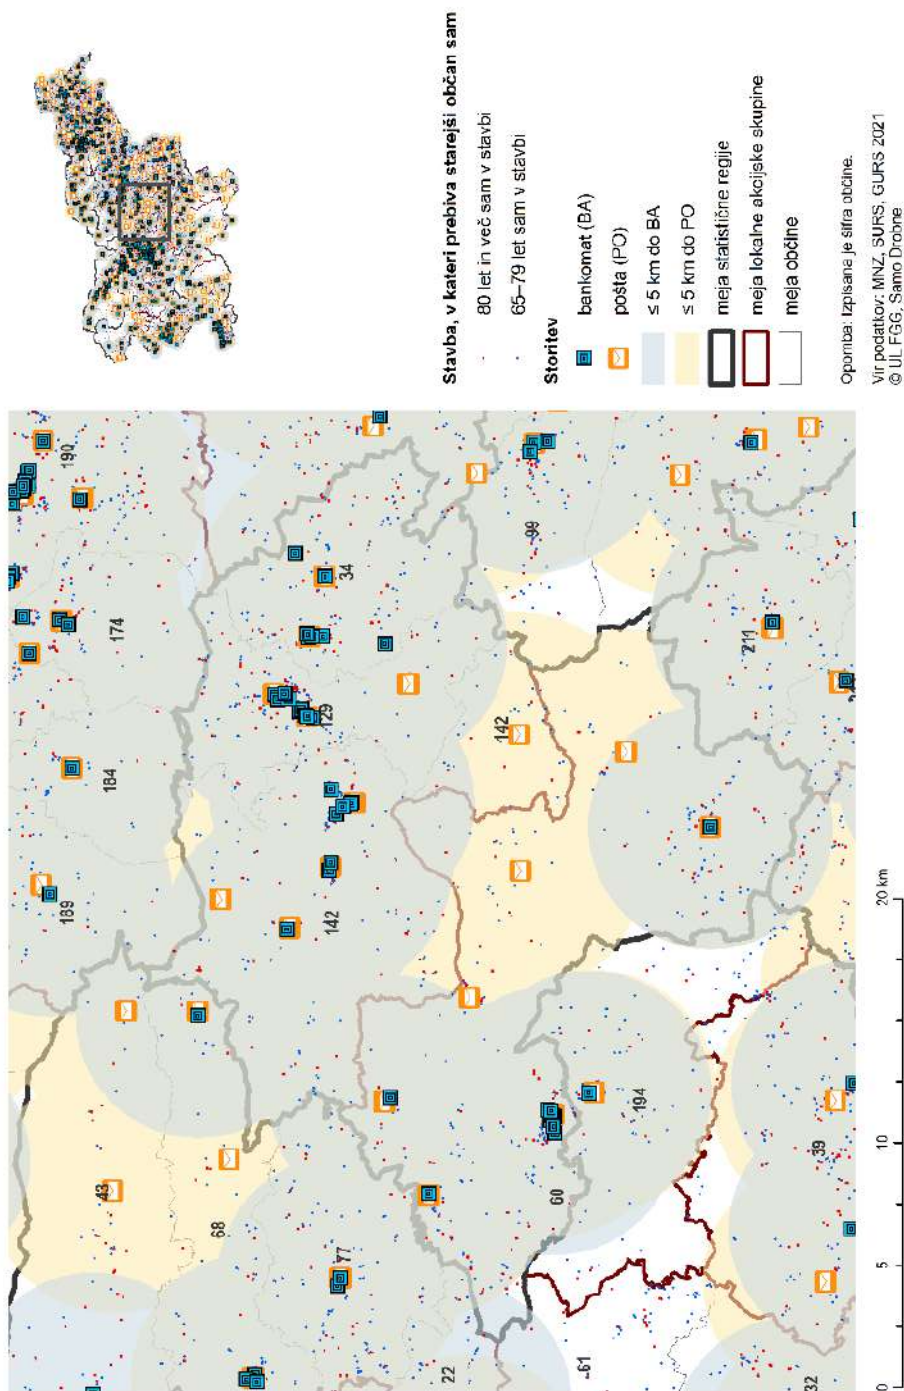 Stavba, v kateri prebiva starejši občan sam
80 let in več sam v stavbi
65–79 let sam v stavbi
Storitev
bankomat (BA)
pošta (PO)
≤ 5 km do BA
≤ 5 km do PO
meja statistične regije
meja lokalne akcijske skupine
meja občine
Opomba: Izpisana je šifra občine.
Vir podatkov: MNZ, SURS, GURS 2021
© UL FGG, Samo Drobne
190
174
184
189
34
129
142
99
142
211
43
68
77
60
194
39
22
61
32
0
5
10
20 km